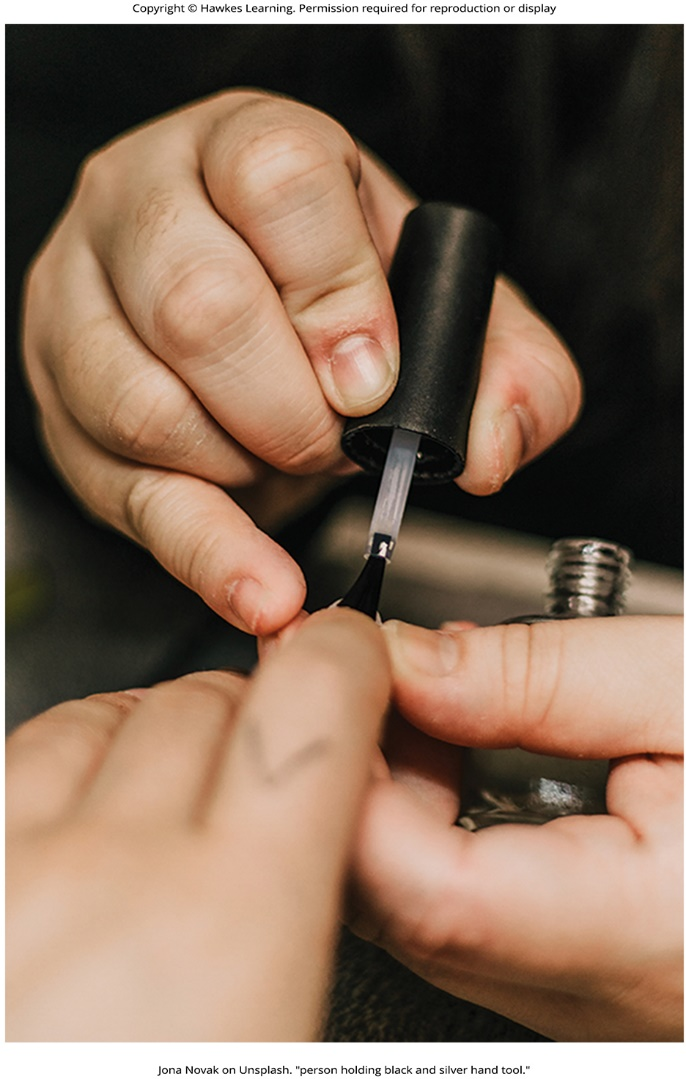 Copyright © Hawkes Learning. Permission required for reproduction or display
Jona Novak on Unsplash. "person holding black and silver hand tool."